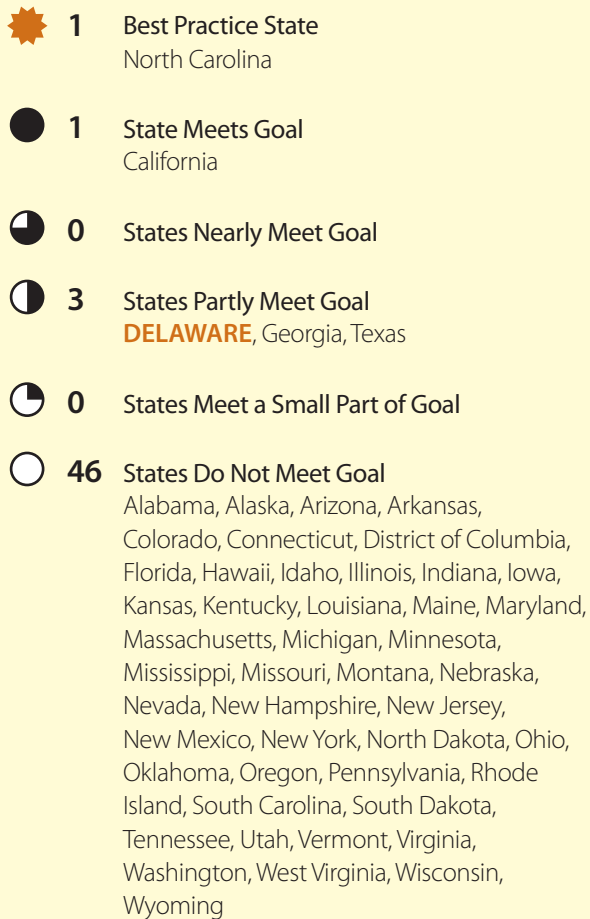 1 Best Practice State
North Carolina
1 State Meets Goal
California
0 States Nearly Meet Goal
3 States Partly Meet Goal
DELAWARE, Georgia, Texas
0 States Meet a Small Part of Goal
46 States Do Not Meet Goal
Alabama, Alaska, Arizona, Arkansas,
Colorado, Connecticut, District of Columbia,
Florida, Hawaii, Idaho, Illinois, Indiana, Iowa,
Kansas, Kentucky, Louisiana, Maine, Maryland,
Massachusetts, Michigan, Minnesota,
Mississippi, Missouri, Montana, Nebraska,
Nevada, New Hampshire, New Jersey,
New Mexico, New York, North Dakota, Ohio,
Oklahoma, Oregon, Pennsylvania, Rhode
Island, South Carolina, South Dakota,
Tennessee, Utah, Vermont, Virginia,
Washington, West Virginia, Wisconsin,
Wyoming